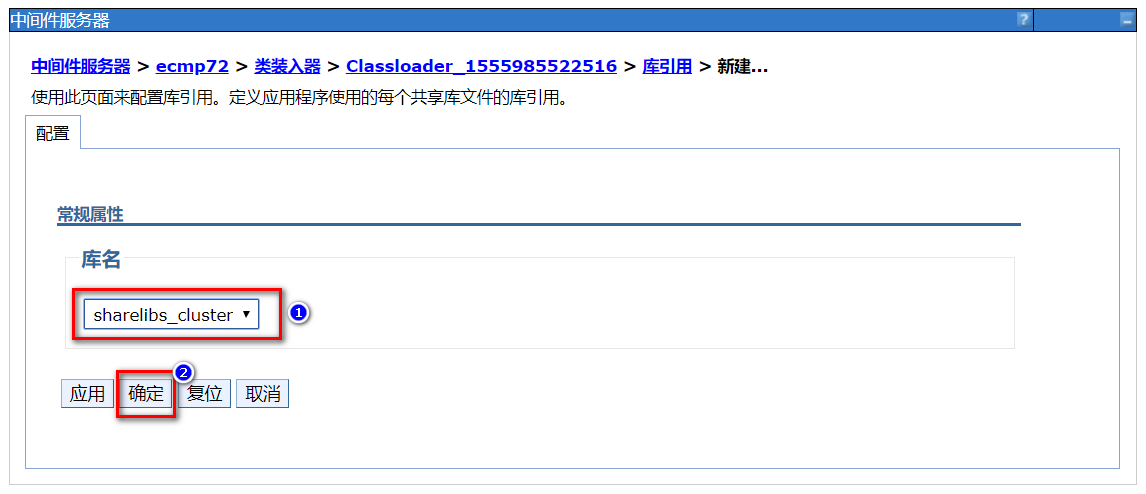 中间件服务器 ?
中间件服务器 > ecmp72 > 类装入器 > Classloader_1555985522516 > 库引用 > 新建...
使用此页面来配置库引用。定义应用程序使用的每个共享库文件的库引用。
配置
常规属性
库名
sharelibs_cluster
1
2
应用 确定 复位 取消